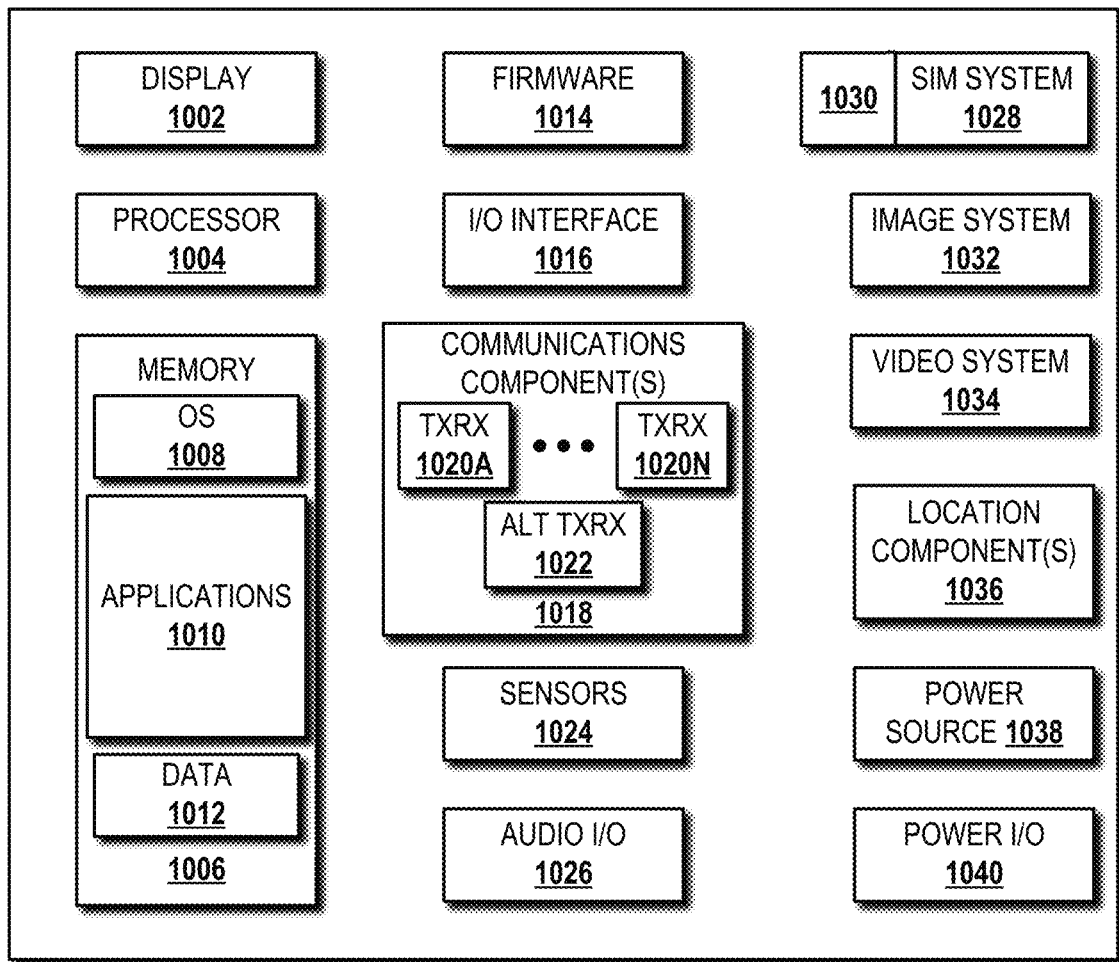 DISPLAY
1002
PROCESSOR
1004
MEMORY
OS
1008
APPLICATIONS
1010
DATA
1012
1006
FIRMWARE
1014
I/O INTERFACE
1016
COMMUNICATIONS
COMPONENT(S)
TXRX
1020A
TXRX
1020N
ALT TXRX
1022
1018
SENSORS
1024
AUDIO I/O
1026
1030
SIM SYSTEM
1028
IMAGE SYSTEM
1032
VIDEO SYSTEM
1034
LOCATION
COMPONENT(S)
1036
POWER
SOURCE 1038
POWER I/O
1040